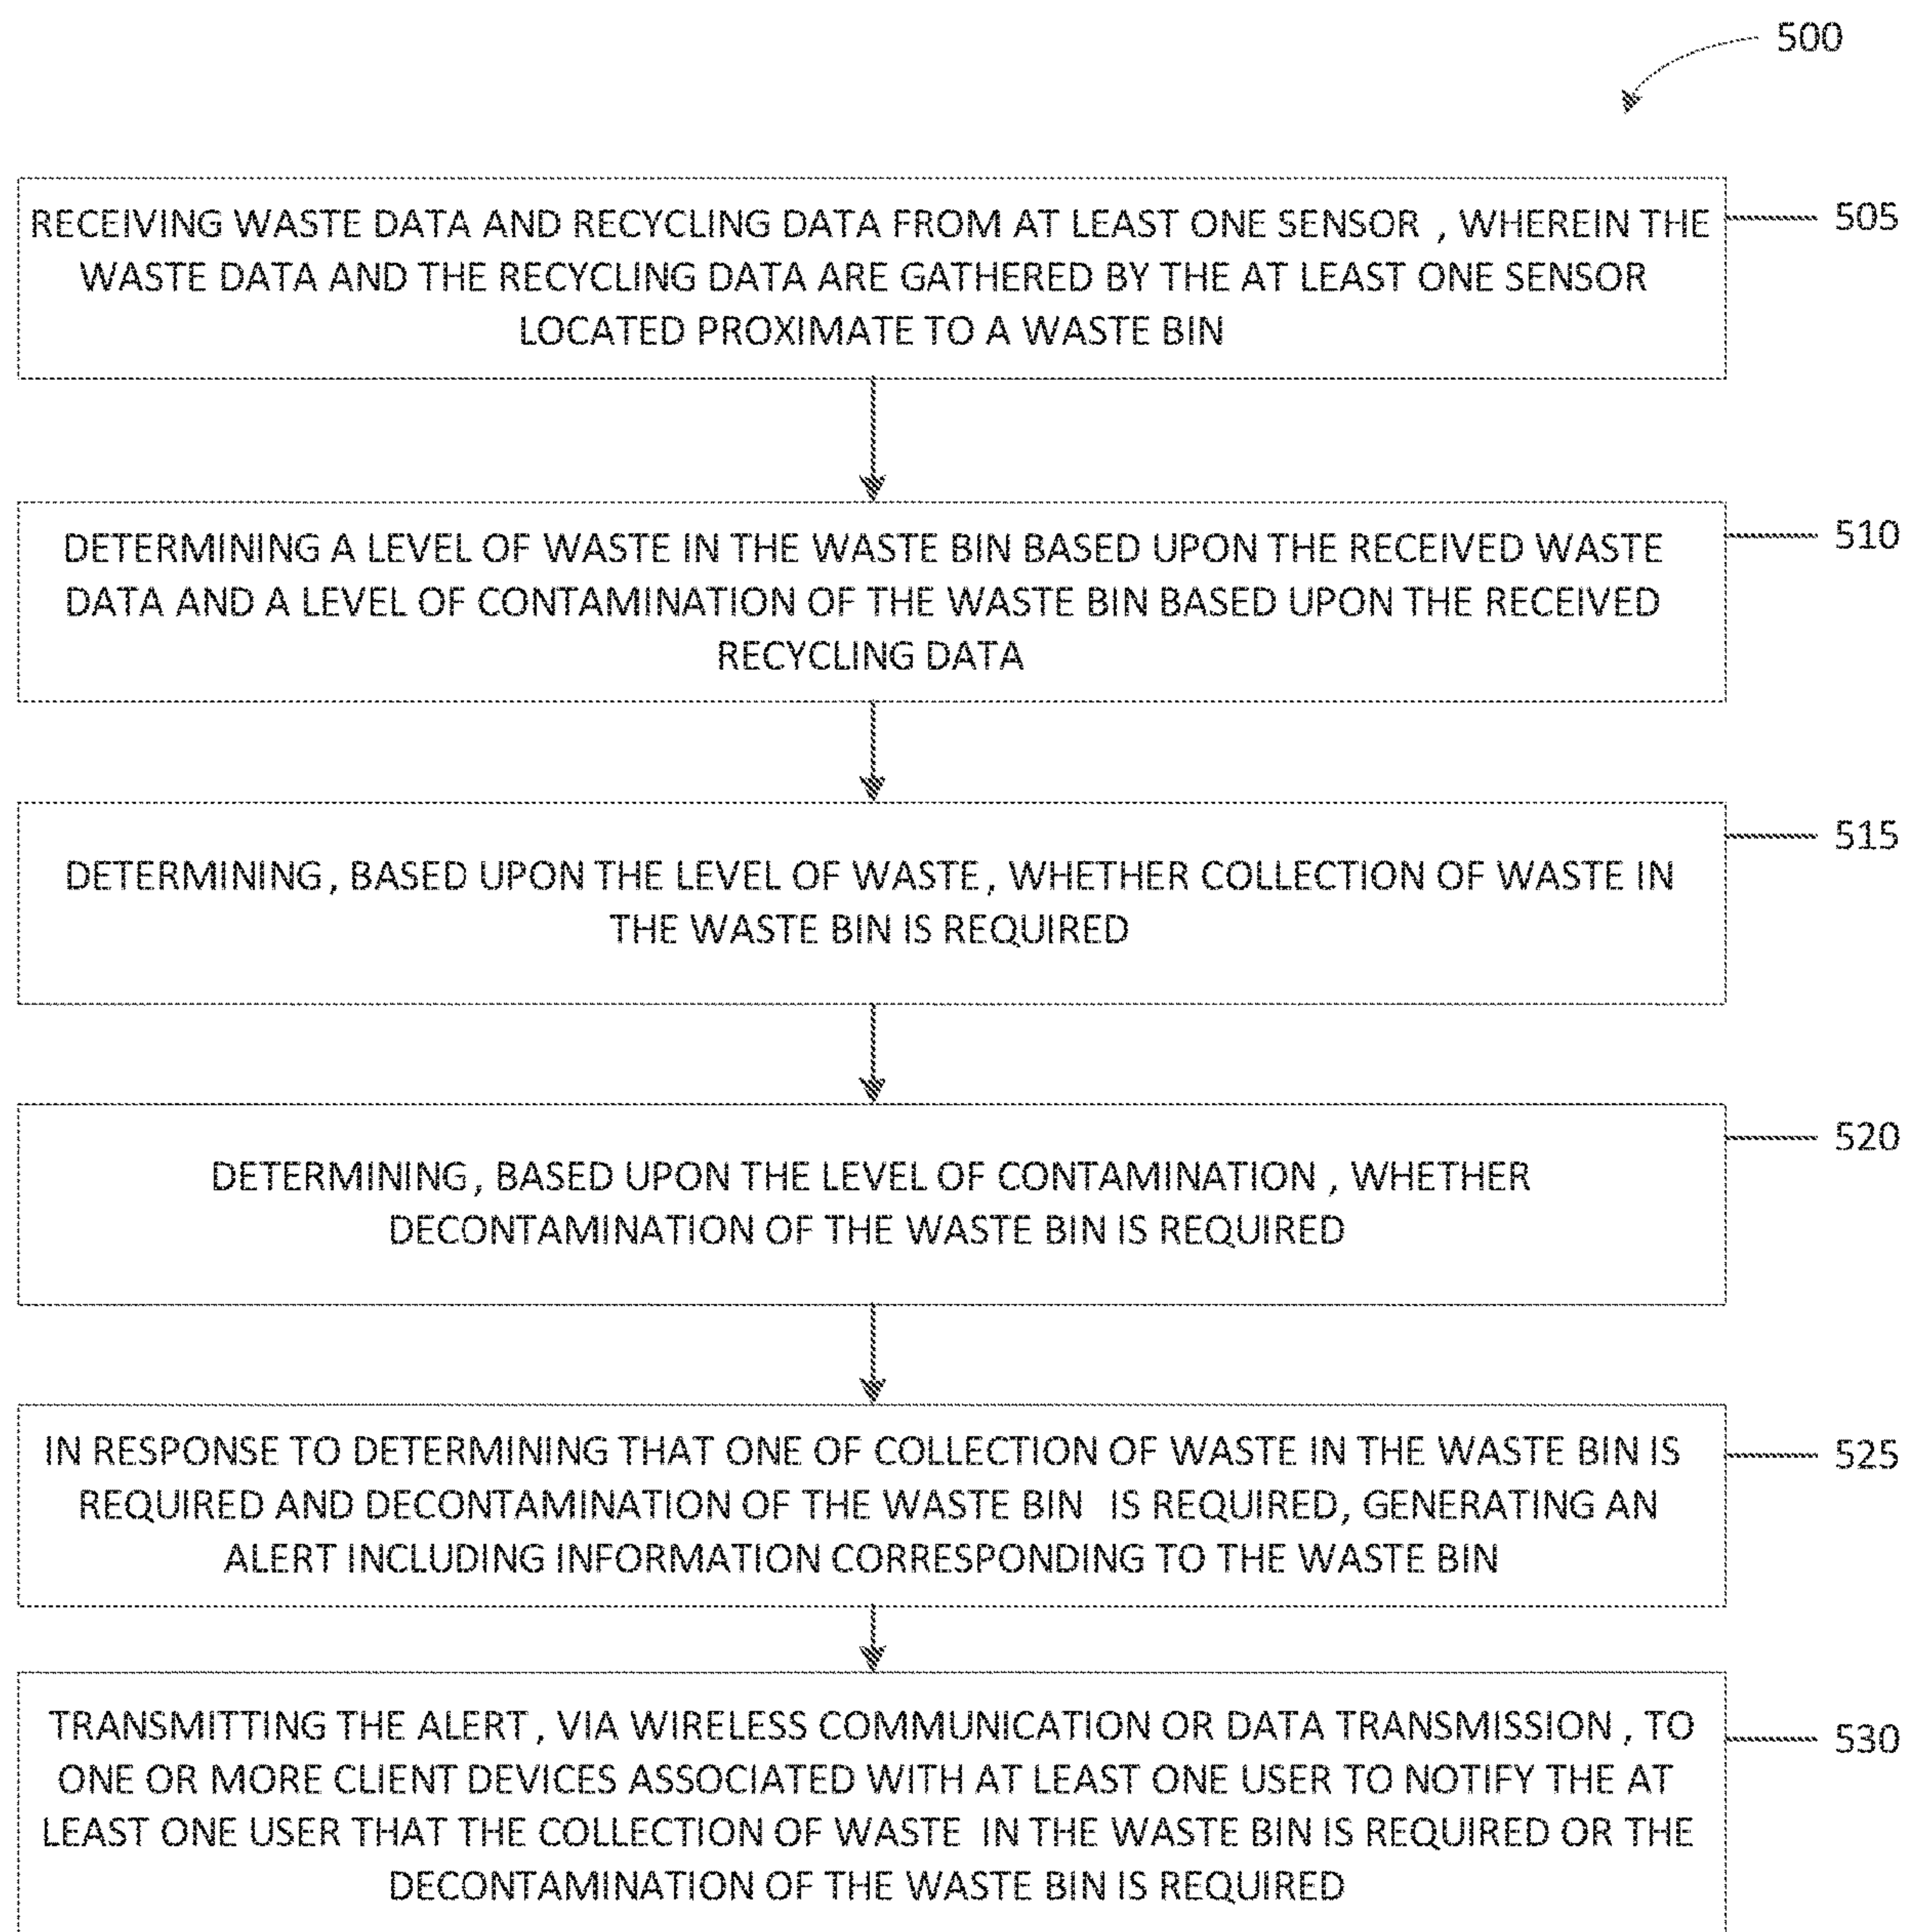 500
RECEIVING WASTE DATA AND RECYCLING DATA FROM AT LEAST ONE SENSOR , WHEREIN THE
WASTE DATA AND THE RECYCLING DATA ARE GATHERED BY THE AT LEAST ONE SENSOR
LOCATED PROXIMATE TO A WASTE BIN
505
DETERMINING A LEVEL OF WASTE IN THE WASTE BIN BASED UPON THE RECEIVED WASTE
DATA AND A LEVEL OF CONTAMINATION OF THE WASTE BIN BASED UPON THE RECEIVED
RECYCLING DATA
510
DETERMINING, BASED UPON THE LEVEL OF WASTE, WHETHER COLLECTION OF WASTE IN
THE WASTE BIN IS REQUIRED
515
DETERMINING, BASED UPON THE LEVEL OF CONTAMINATION , WHETHER
DECONTAMINATION OF THE WASTE BIN IS REQUIRED
520
IN RESPONSE TO DETERMINING THAT ONE OF COLLECTION OF WASTE IN THE WASTE BIN IS
REQUIRED AND DECONTAMINATION OF THE WASTE BIN IS REQUIRED, GENERATING AN
ALERT INCLUDING INFORMATION CORRESPONDING TO THE WASTE BIN
525
TRANSMITTING THE ALERT, VIA WIRELESS COMMUNICATION OR DATA TRANSMISSION , TO
ONE OR MORE CLIENT DEVICES ASSOCIATED WITH AT LEAST ONE USER TO NOTIFY THE AT
LEAST ONE USER THAT THE COLLECTION OF WASTE IN THE WASTE BIN IS REQUIRED OR THE
DECONTAMINATION OF THE WASTE BIN IS REQUIRED
530